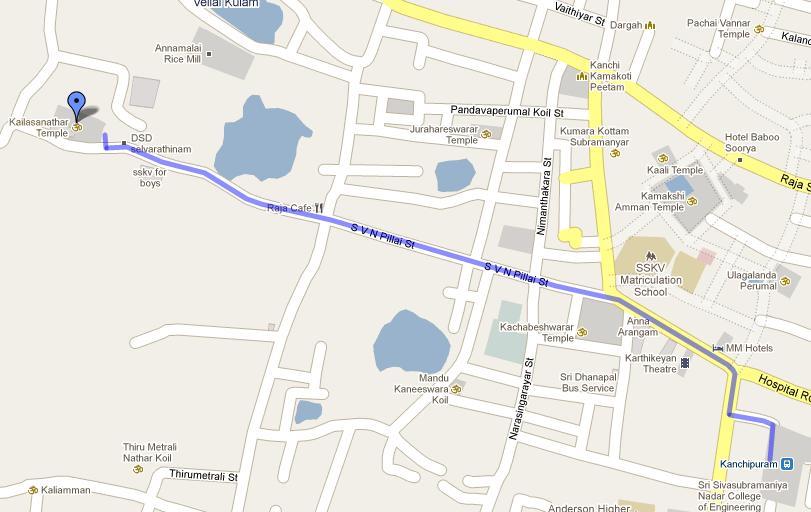 Vellai Kulam
Vaithiyar St
Dargah
Pachai Vannar
Temple
Annamalai
Rice Mill
Kanchi
Kamakoti
Peetam
Pandavaperumal Koil St
Kailasanathar
Temple
DSD
selvarathinam
Jurahareswarar
Temple
Kumara Kottam
Subramanyar
Hotel Baboo
Soorya
Kaali Temple
Raja S
sskv for
boys
Kamakshi
Amman Temple
Nimanthakara St
Raja Cafe
S V N Pillai St
S V N Pillai St
SSKV
Matriculation
School
Ulagalanda
Perumal
Kachabeshwarar
Temple
Anna
Arangam
MM Hotels
Karthikeyan
Theatre
Mandu
Kaneeswara
Koil
Sri Dhanapal
Bus Service
Hospital Ro
Narasingarayar St
Thiru Metrali
Nathar Koil
Thirumetrali St
Kanchipuram
Kaliamman
Sri Sivasubramaniya
Nadar College
of Engineering
Anderson Higher